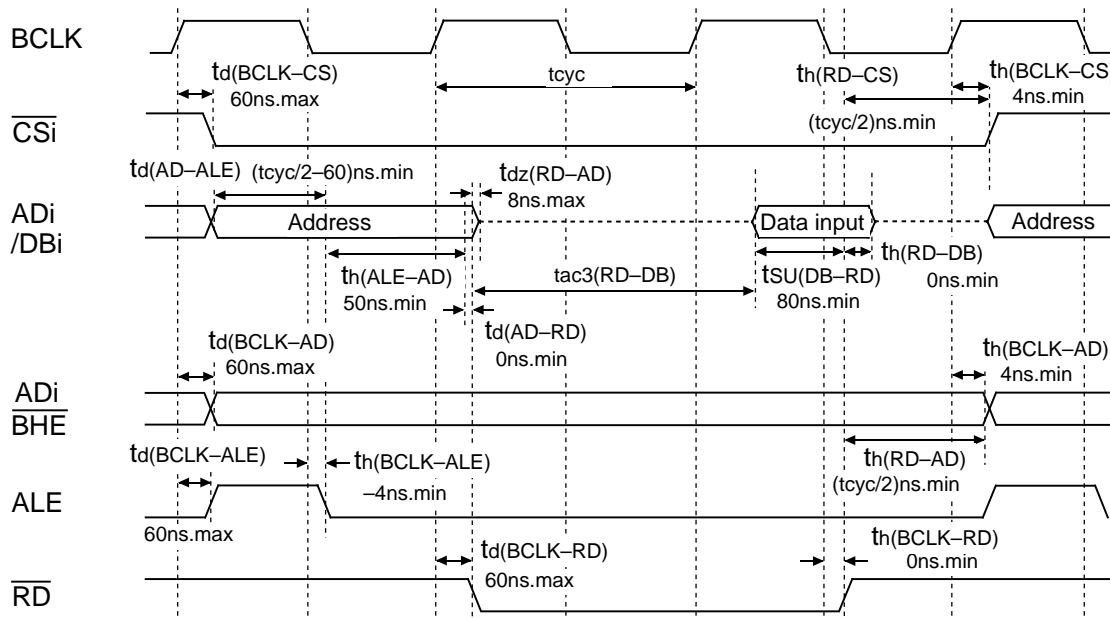 BCLK
td(BCLK–CS)
60ns.max
tcyc
th(RD–CS)
(tcyc/2)ns.min
th(BCLK–CS)
4ns.min
CSi
td(AD–ALE)
(tcyc/2–60)ns.min
tdz(RD–AD)
8ns.max
ADi
/DBi
Address
Data input
Address
th(ALE–AD)
50ns.min
tac3(RD–DB)
tSU(DB–RD)
80ns.min
th(RD–DB)
0ns.min
td(AD–RD)
0ns.min
td(BCLK–AD)
60ns.max
th(BCLK–AD)
4ns.min
ADi
BHE
td(BCLK–ALE)
60ns.max
th(BCLK–ALE)
–4ns.min
th(RD–AD)
(tcyc/2)ns.min
ALE
td(BCLK–RD)
60ns.max
th(BCLK–RD)
0ns.min
RD